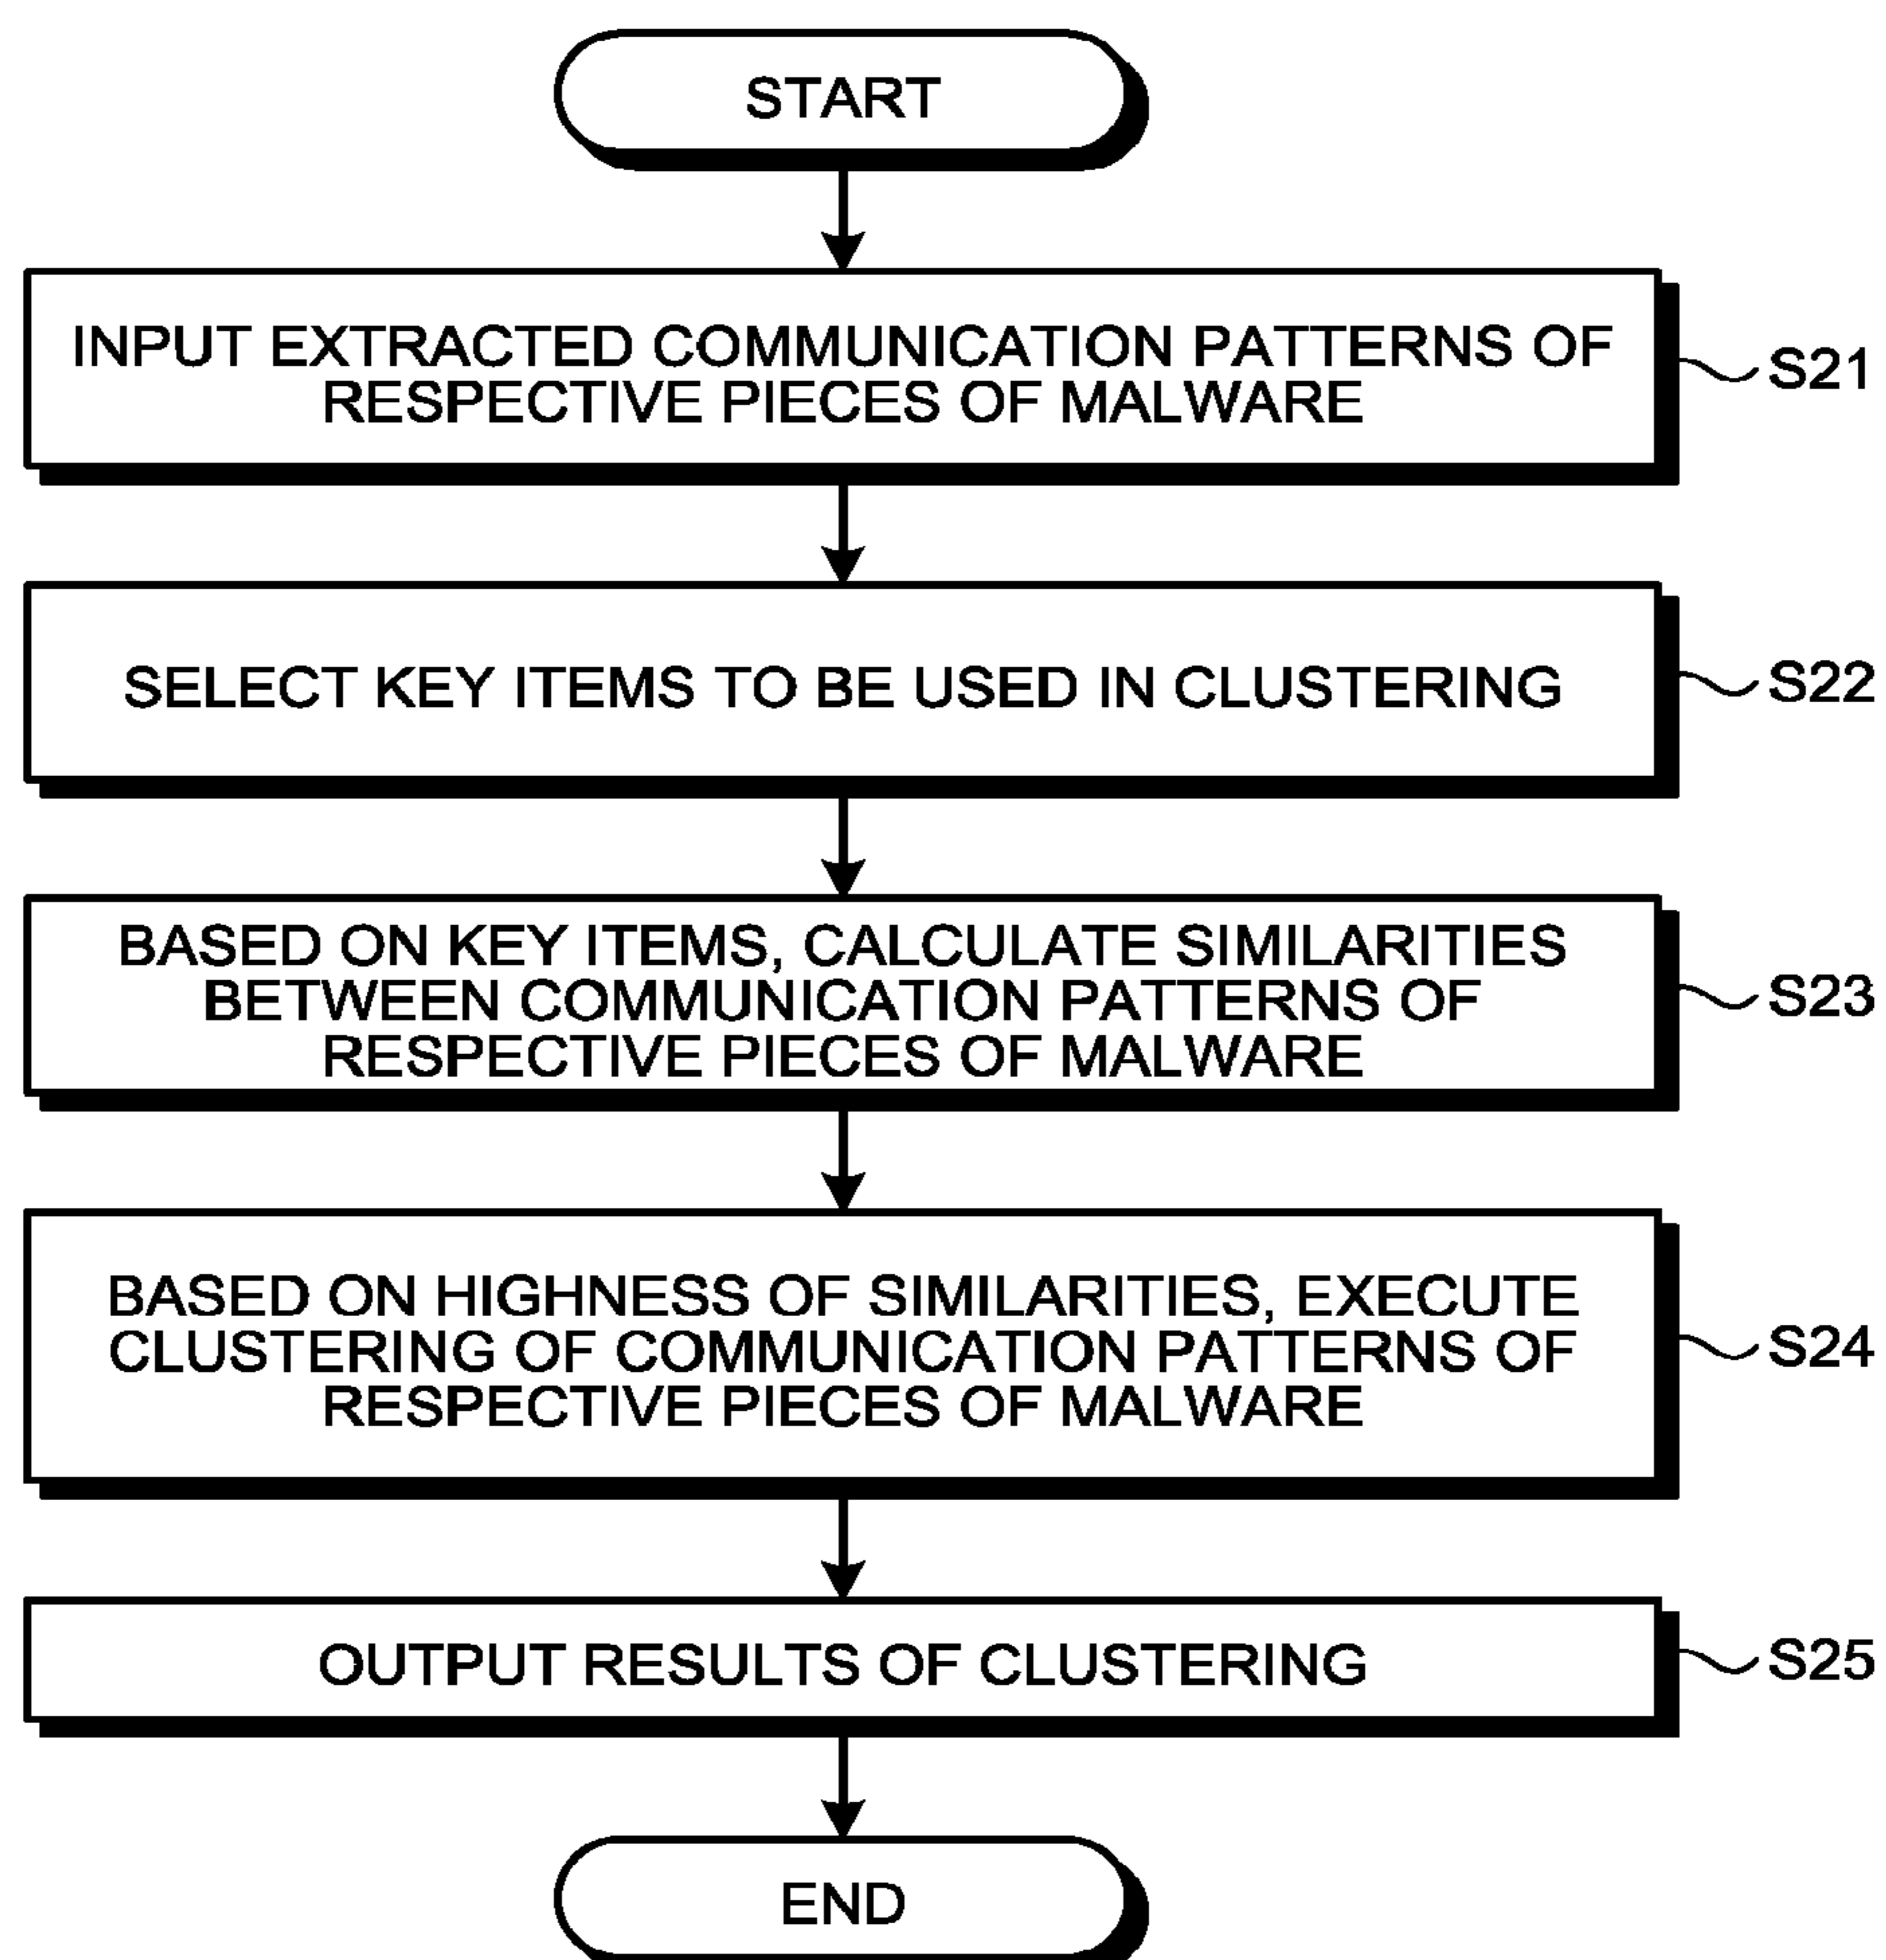 START
INPUT EXTRACTED COMMUNICATION PATTERNS OF
RESPECTIVE PIECES OF MALWARE
S21
SELECT KEY ITEMS TO BE USED IN CLUSTERING
S22
BASED ON KEY ITEMS, CALCULATE SIMILARITIES
BETWEEN COMMUNICATION PATTERNS OF
RESPECTIVE PIECES OF MALWARE
S23
BASED ON HIGHNESS OF SIMILARITIES, EXECUTE
CLUSTERING OF COMMUNICATION PATTERNS OF
RESPECTIVE PIECES OF MALWARE
S24
OUTPUT RESULTS OF CLUSTERING
S25
END